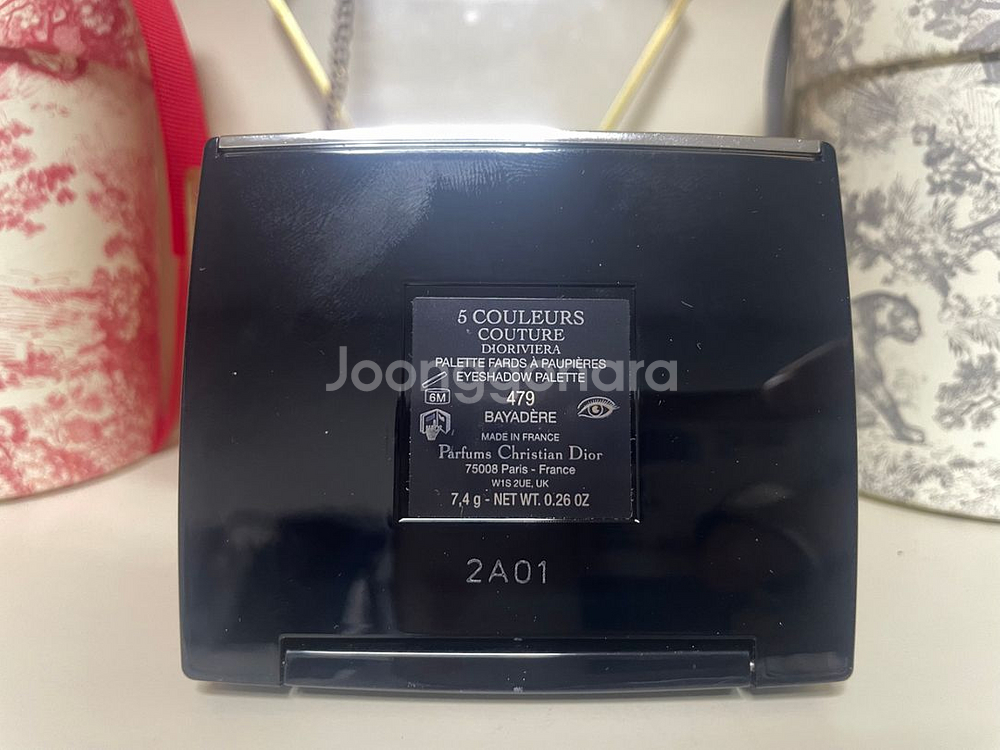 5 COULEURS
COUTURE
DIORIVIERA
PALETTE FARDS À PAUPIÈRES
EYESHADOW PALETTE
Joonggonara
6M
479
BAYADÈRE
MADE IN FRANCE
Parfums Christian Dior
75008 Paris - France
W1S 2UE, UK
7,4 g - NET WT. 0.26 OZ
2A01